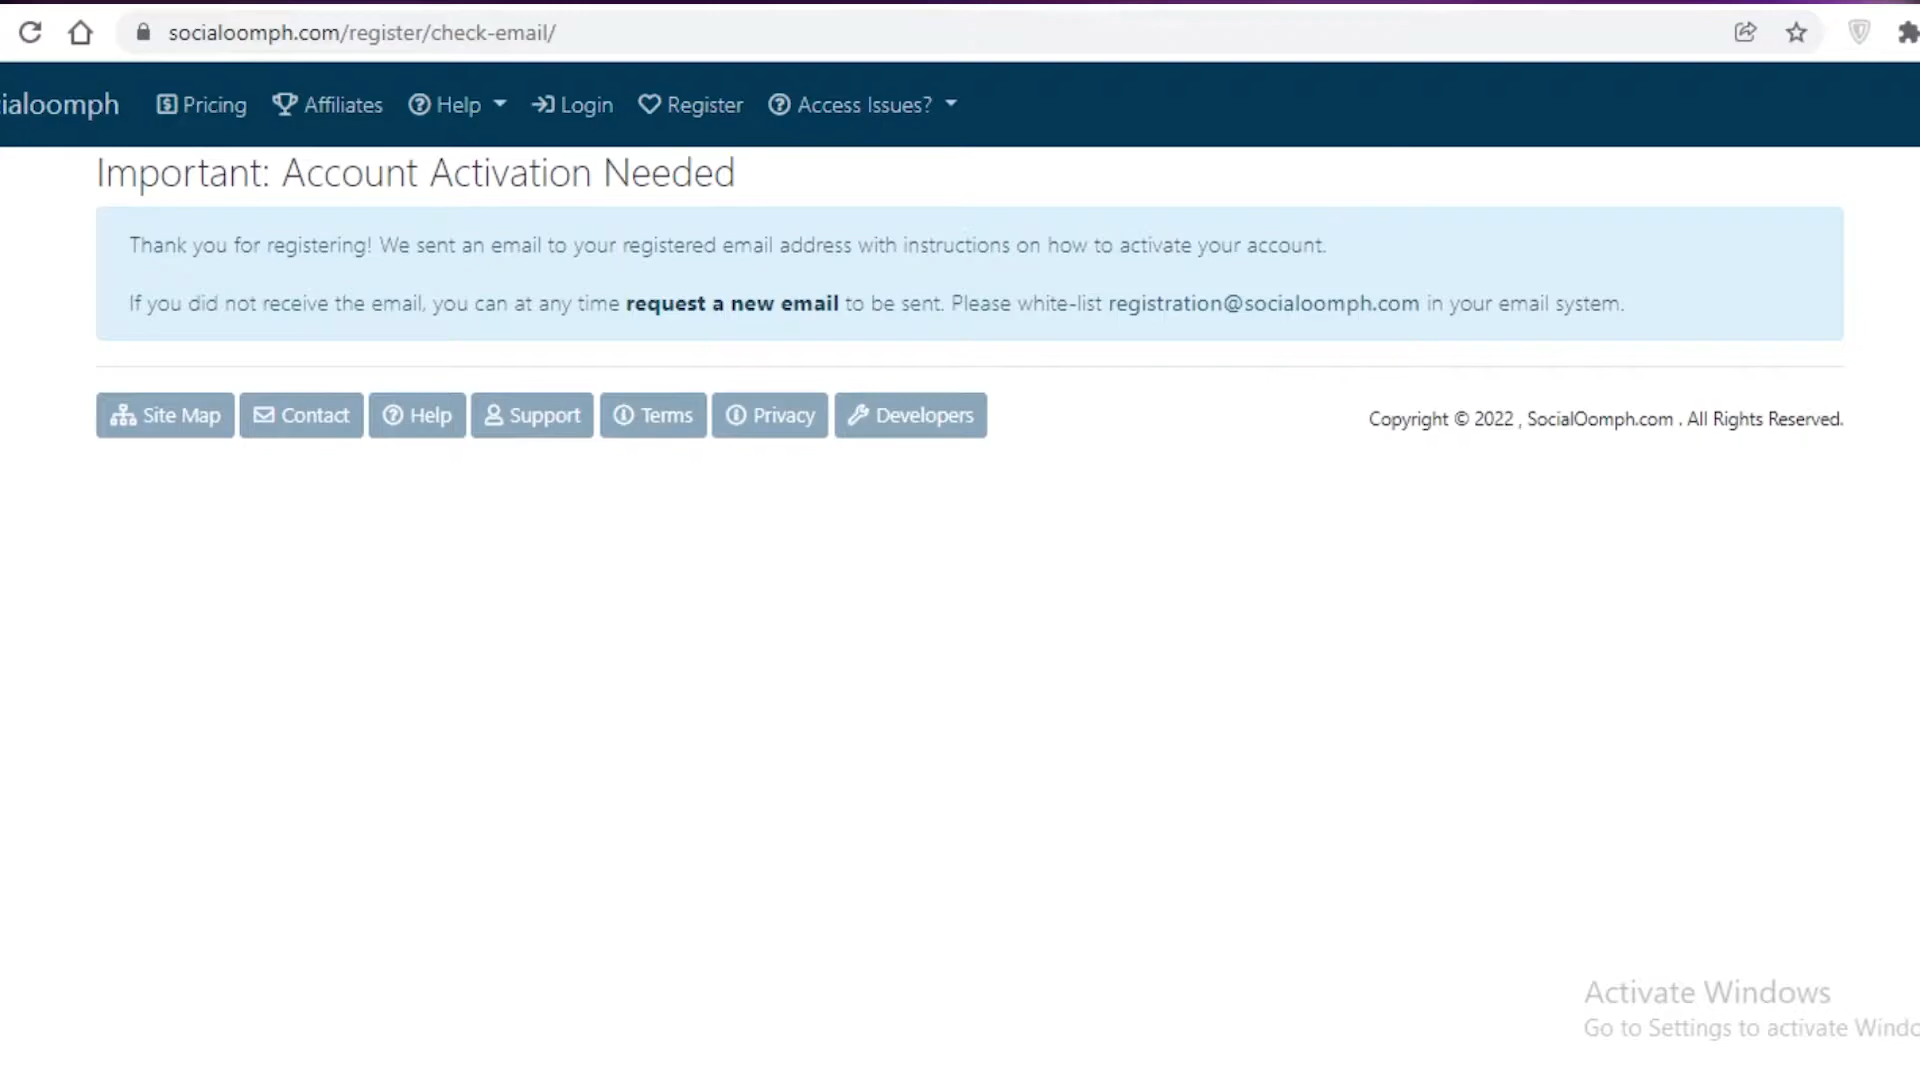 socialoomph.com/register/check-email/
ialoomph Pricing Affiliates Help Login Register Access Issues?
Important: Account Activation Needed
Thank you for registering! We sent an email to your registered email address with instructions on how to activate your account.
If you did not receive the email, you can at any time request a new email to be sent. Please white-list registration@socialoomph.com in your email system.
Site Map Contact Help Support Terms Privacy Developers
Copyright © 2022 , SocialOomph.com . All Rights Reserved.
Activate Windows
Go to Settings to activate Windo